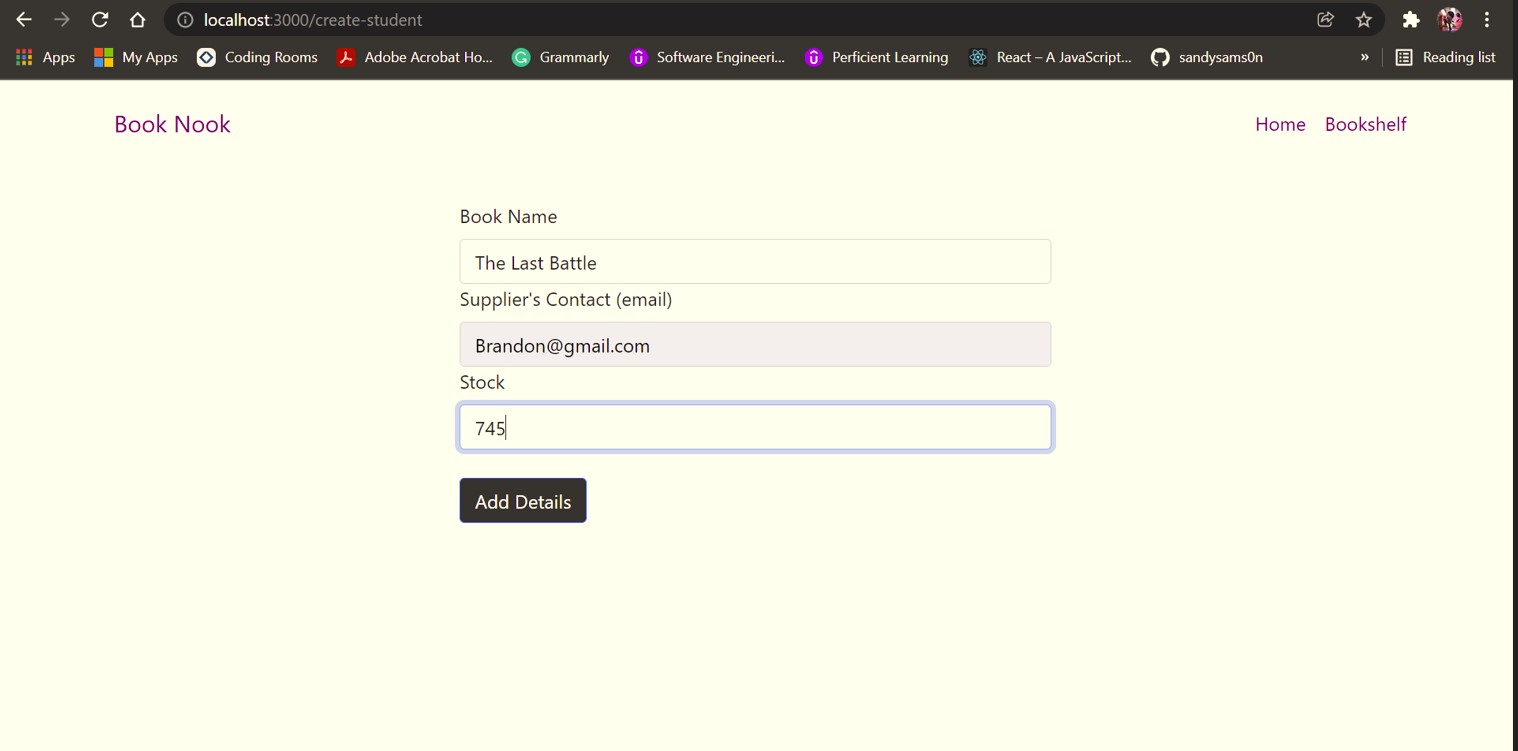 localhost:3000/create-student
Apps My Apps Coding Rooms Adobe Acrobat Ho... Grammarly Software Engineeri... Perficient Learning React – A JavaScript... sandysams0n » Reading list
Book Nook Home Bookshelf
Book Name
The Last Battle
Supplier's Contact (email)
Brandon@gmail.com
Stock
745
Add Details